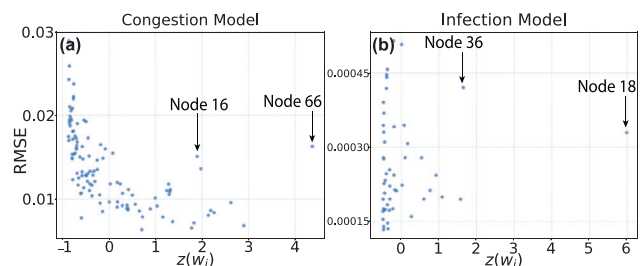 Congestion Model
Infection Model
(a)
(b)
RMSE
0.03
0.02
0.01
Node 16
Node 66
-1 0 1 2 3 4
z(wi)
0.00045
0.00030
0.00015
Node 36
Node 18
0 1 2 3 4 5 6
z(wi)